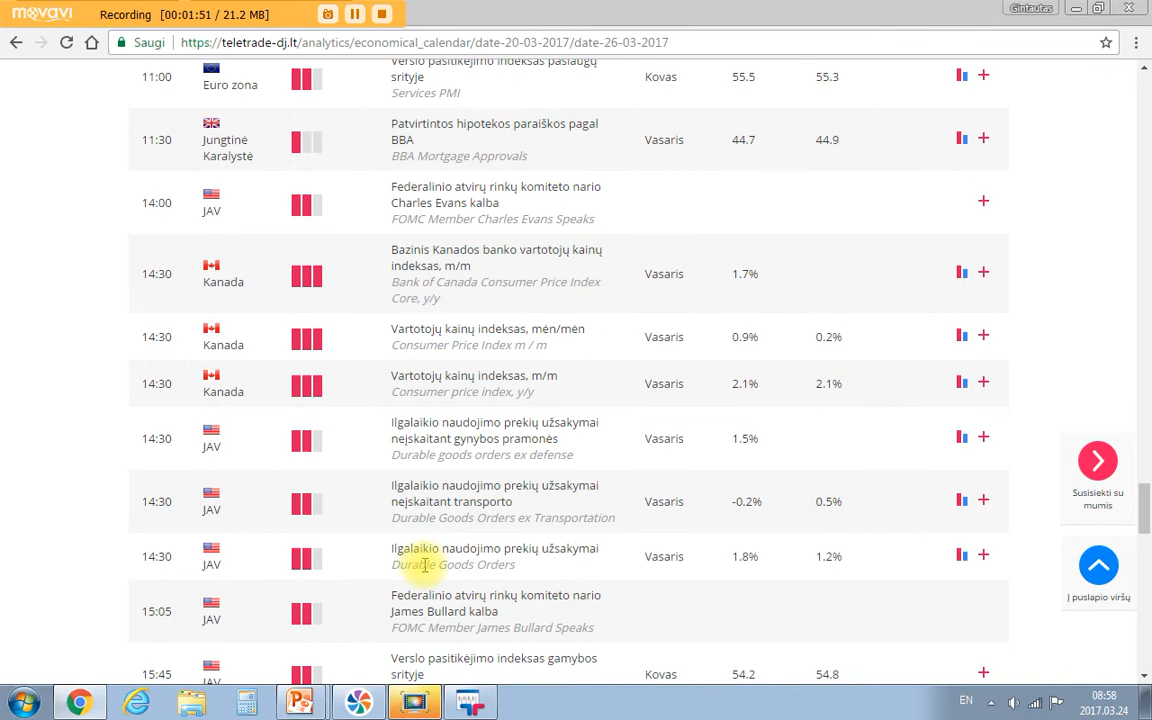 movavi Recording [00:01:51 / 21.2 MB]
Gintautas
Saugi https://teletrade-dj.lt/analytics/economical_calendar/date-20-03-2017/date-26-03-2017
11:00 Euro zona Verslo pasitikėjimo indeksas paslaugų
srityje Kovas 55.5 55.3
Services PMI
11:30 Jungtinė
Karalystė Patvirtintos hipotekos paraiškos pagal
BBA Vasaris 44.7 44.9
BBA Mortgage Approvals
14:00 JAV Federalinio atvirų rinkų komiteto nario
Charles Evans kalba
FOMC Member Charles Evans Speaks
14:30 Kanada Bazinis Kanados banko vartotojų kainų
indeksas, m/m Vasaris 1.7%
Bank of Canada Consumer Price Index
Core, y/y
14:30 Kanada Vartotojų kainų indeksas, mėn/mėn Vasaris 0.9% 0.2%
Consumer Price Index m / m
14:30 Kanada Vartotojų kainų indeksas, m/m Vasaris 2.1% 2.1%
Consumer price index, y/y
14:30 JAV Ilgalaikio naudojimo prekių užsakymai
neįskaitant gynybos pramonės Vasaris 1.5%
Durable goods orders ex defense
14:30 JAV Ilgalaikio naudojimo prekių užsakymai
neįskaitant transporto Vasaris -0.2% 0.5%
Durable Goods Orders ex Transportation
14:30 JAV Ilgalaikio naudojimo prekių užsakymai Vasaris 1.8% 1.2%
Durable Goods Orders
15:05 JAV Federalinio atvirų rinkų komiteto nario
James Bullard kalba
FOMC Member James Bullard Speaks
15:45 JAV Verslo pasitikėjimo indeksas gamybos
srityje Kovas 54.2 54.8
Susisiekti su
mumis
Į puslapio viršų
EN 08:58
2017.03.24